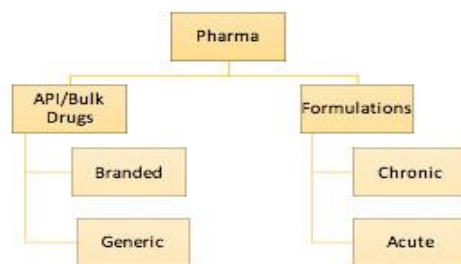 Pharma
API/Bulk
Drugs
Formulations
Branded
Chronic
Generic
Acute